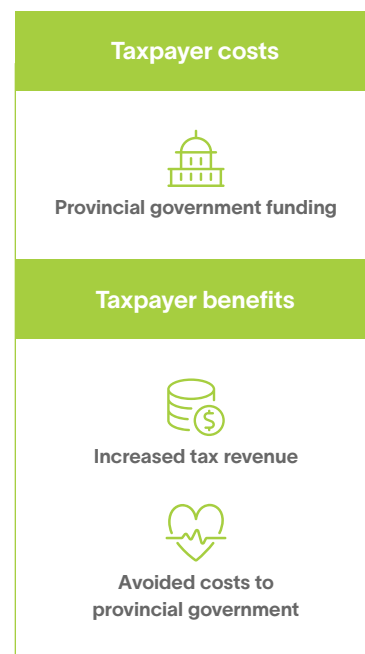 Taxpayer costs
Provincial government funding
Taxpayer benefits
$
Increased tax revenue
Avoided costs to
provincial government